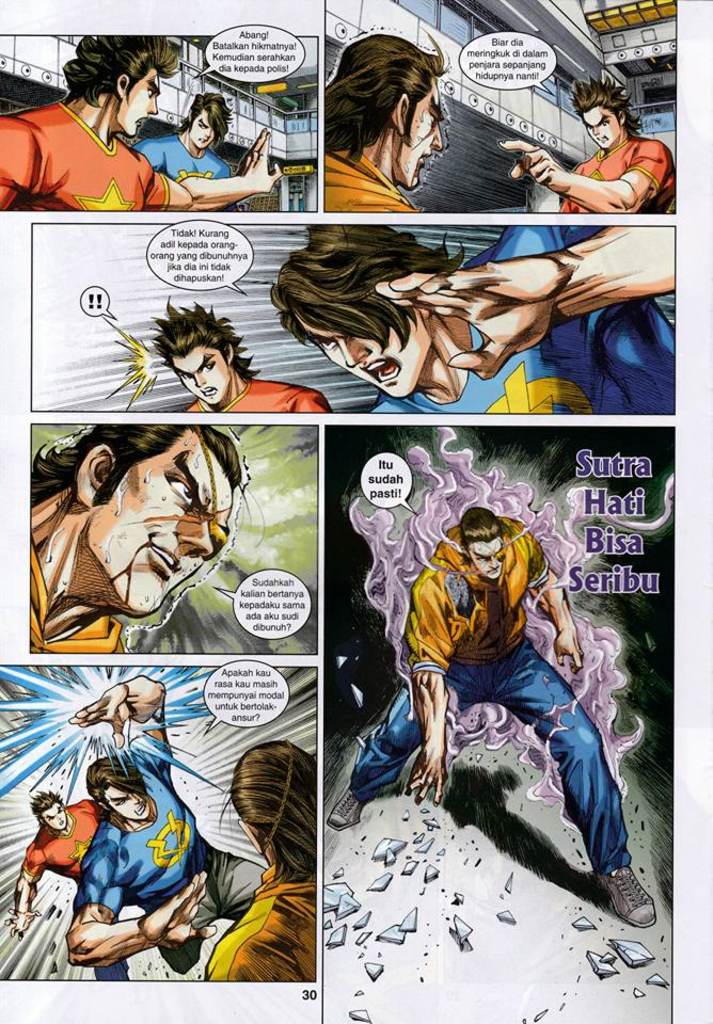 Abang!
Batalkan hikmatnya!
Kemudian serahkan
dia kepada polis!
Biar dia
meringkuk di dalam
penjara sepanjang
hidupnya nanti!
Tidak! Kurang
adil kepada orang-
orang yang dibunuhnya
jika dia ini tidak
dihapuskan!
!!
Sudahkah
kalian bertanya
kepadaku sama
ada aku sudi
dibunuh?
Apakah kau
rasa kau masih
mempunyai modal
untuk bertolak-
ansur?
Itu
sudah
pasti!
Sutra
Hati
Bisa
Seribu
30